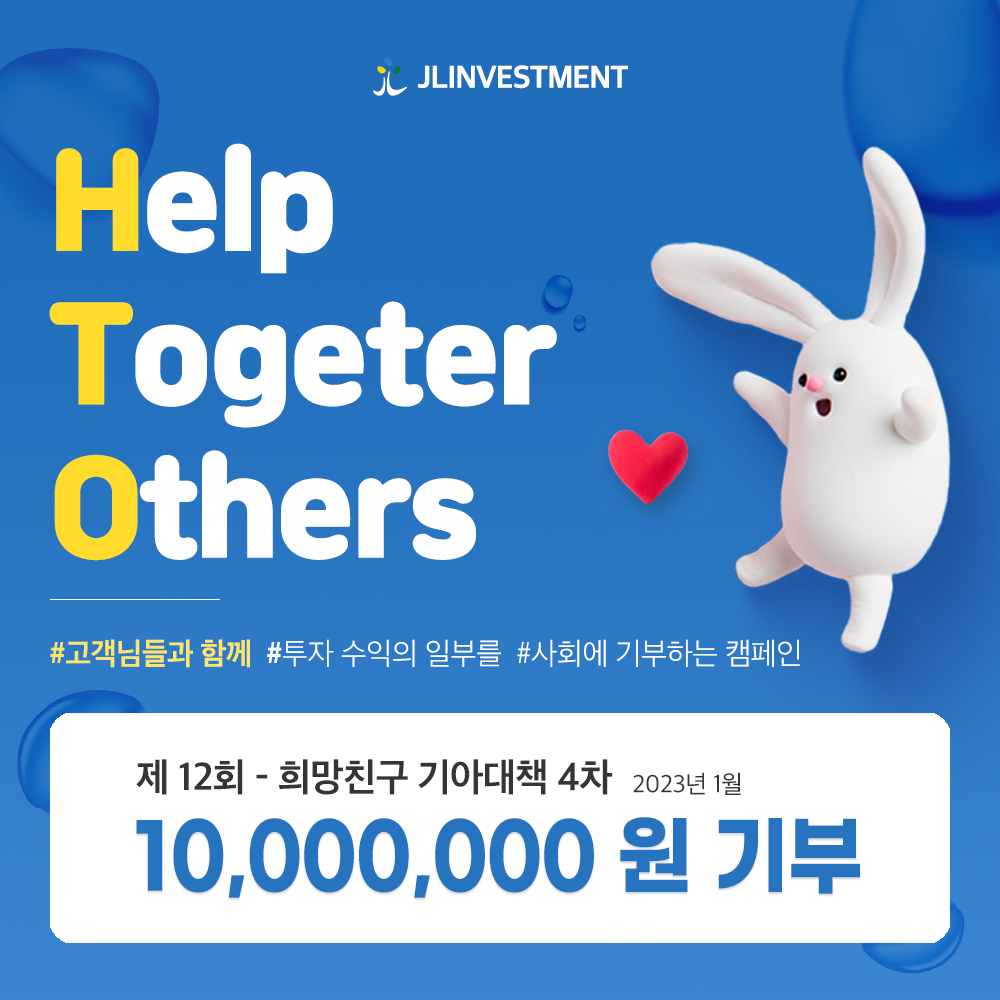 JLINVESTMENT
Help
Togeter
Others
#고객님들과 함께 #투자 수익의 일부를 #사회에 기부하는 캠페인
제 12회 - 희망친구 기아대책 4차 2023년 1월
10,000,000 원 기부